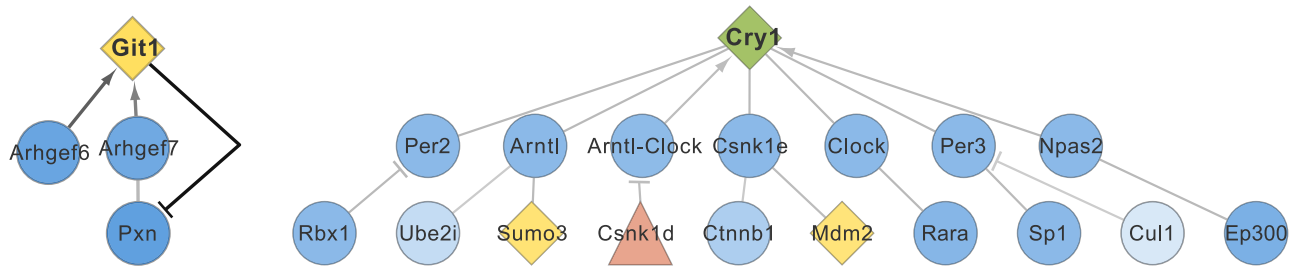 Git1
Cry1
Arhgef6
Arhgef7
Per2
Arntl
Arntl-Clock
Csnk1e
Clock
Per3
Npas2
Pxn
Rbx1
Ube2i
Sumo3
Csnk1d
Ctnnb1
Mdm2
Rara
Sp1
Cul1
Ep300